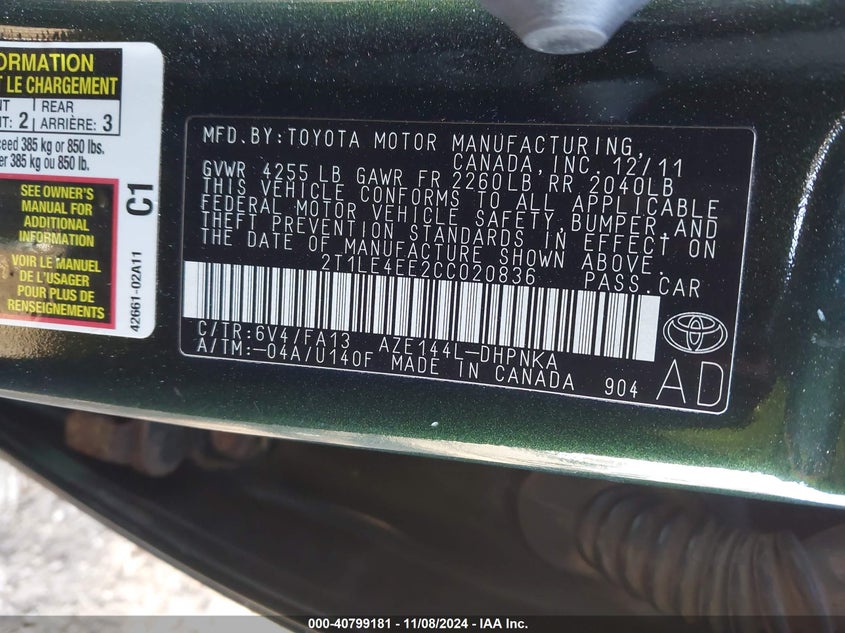 ORMATION
T LE CHARGEMENT
NT 2 | REAR
IT: 2 | ARRIÈRE: 3
ceed 385 kg or 850 lbs.
er 385 kg ou 850 lb.
SEE OWNER'S
MANUAL FOR
ADDITIONAL
INFORMATION
VOIR LE MANUEL
DE L'USAGER
POUR PLUS DE
RENSEIGNEMENTS
C1
42661-02A11
MFD.BY:TOYOTA MOTOR MANUFACTURING,
CANADA,INC. 12/11
GVWR 4255 LB GAWR FR 2260LB RR 2040LB
THIS VEHICLE CONFORMS TO ALL APPLICABLE
FEDERAL MOTOR VEHICLE SAFETY,BUMPER,AND
THEFT PREVENTION STANDARDS IN EFFECT ON
THE DATE OF MANUFACTURE SHOWN ABOVE.
2T1LE4EE2CC020836 PASS.CAR
C/TR:6V4/FA13 AZE144L-DHPNKA
A/TM:-04A/U140F MADE IN CANADA 904
AD
000-40799181 - 11/08/2024 - IAA Inc.